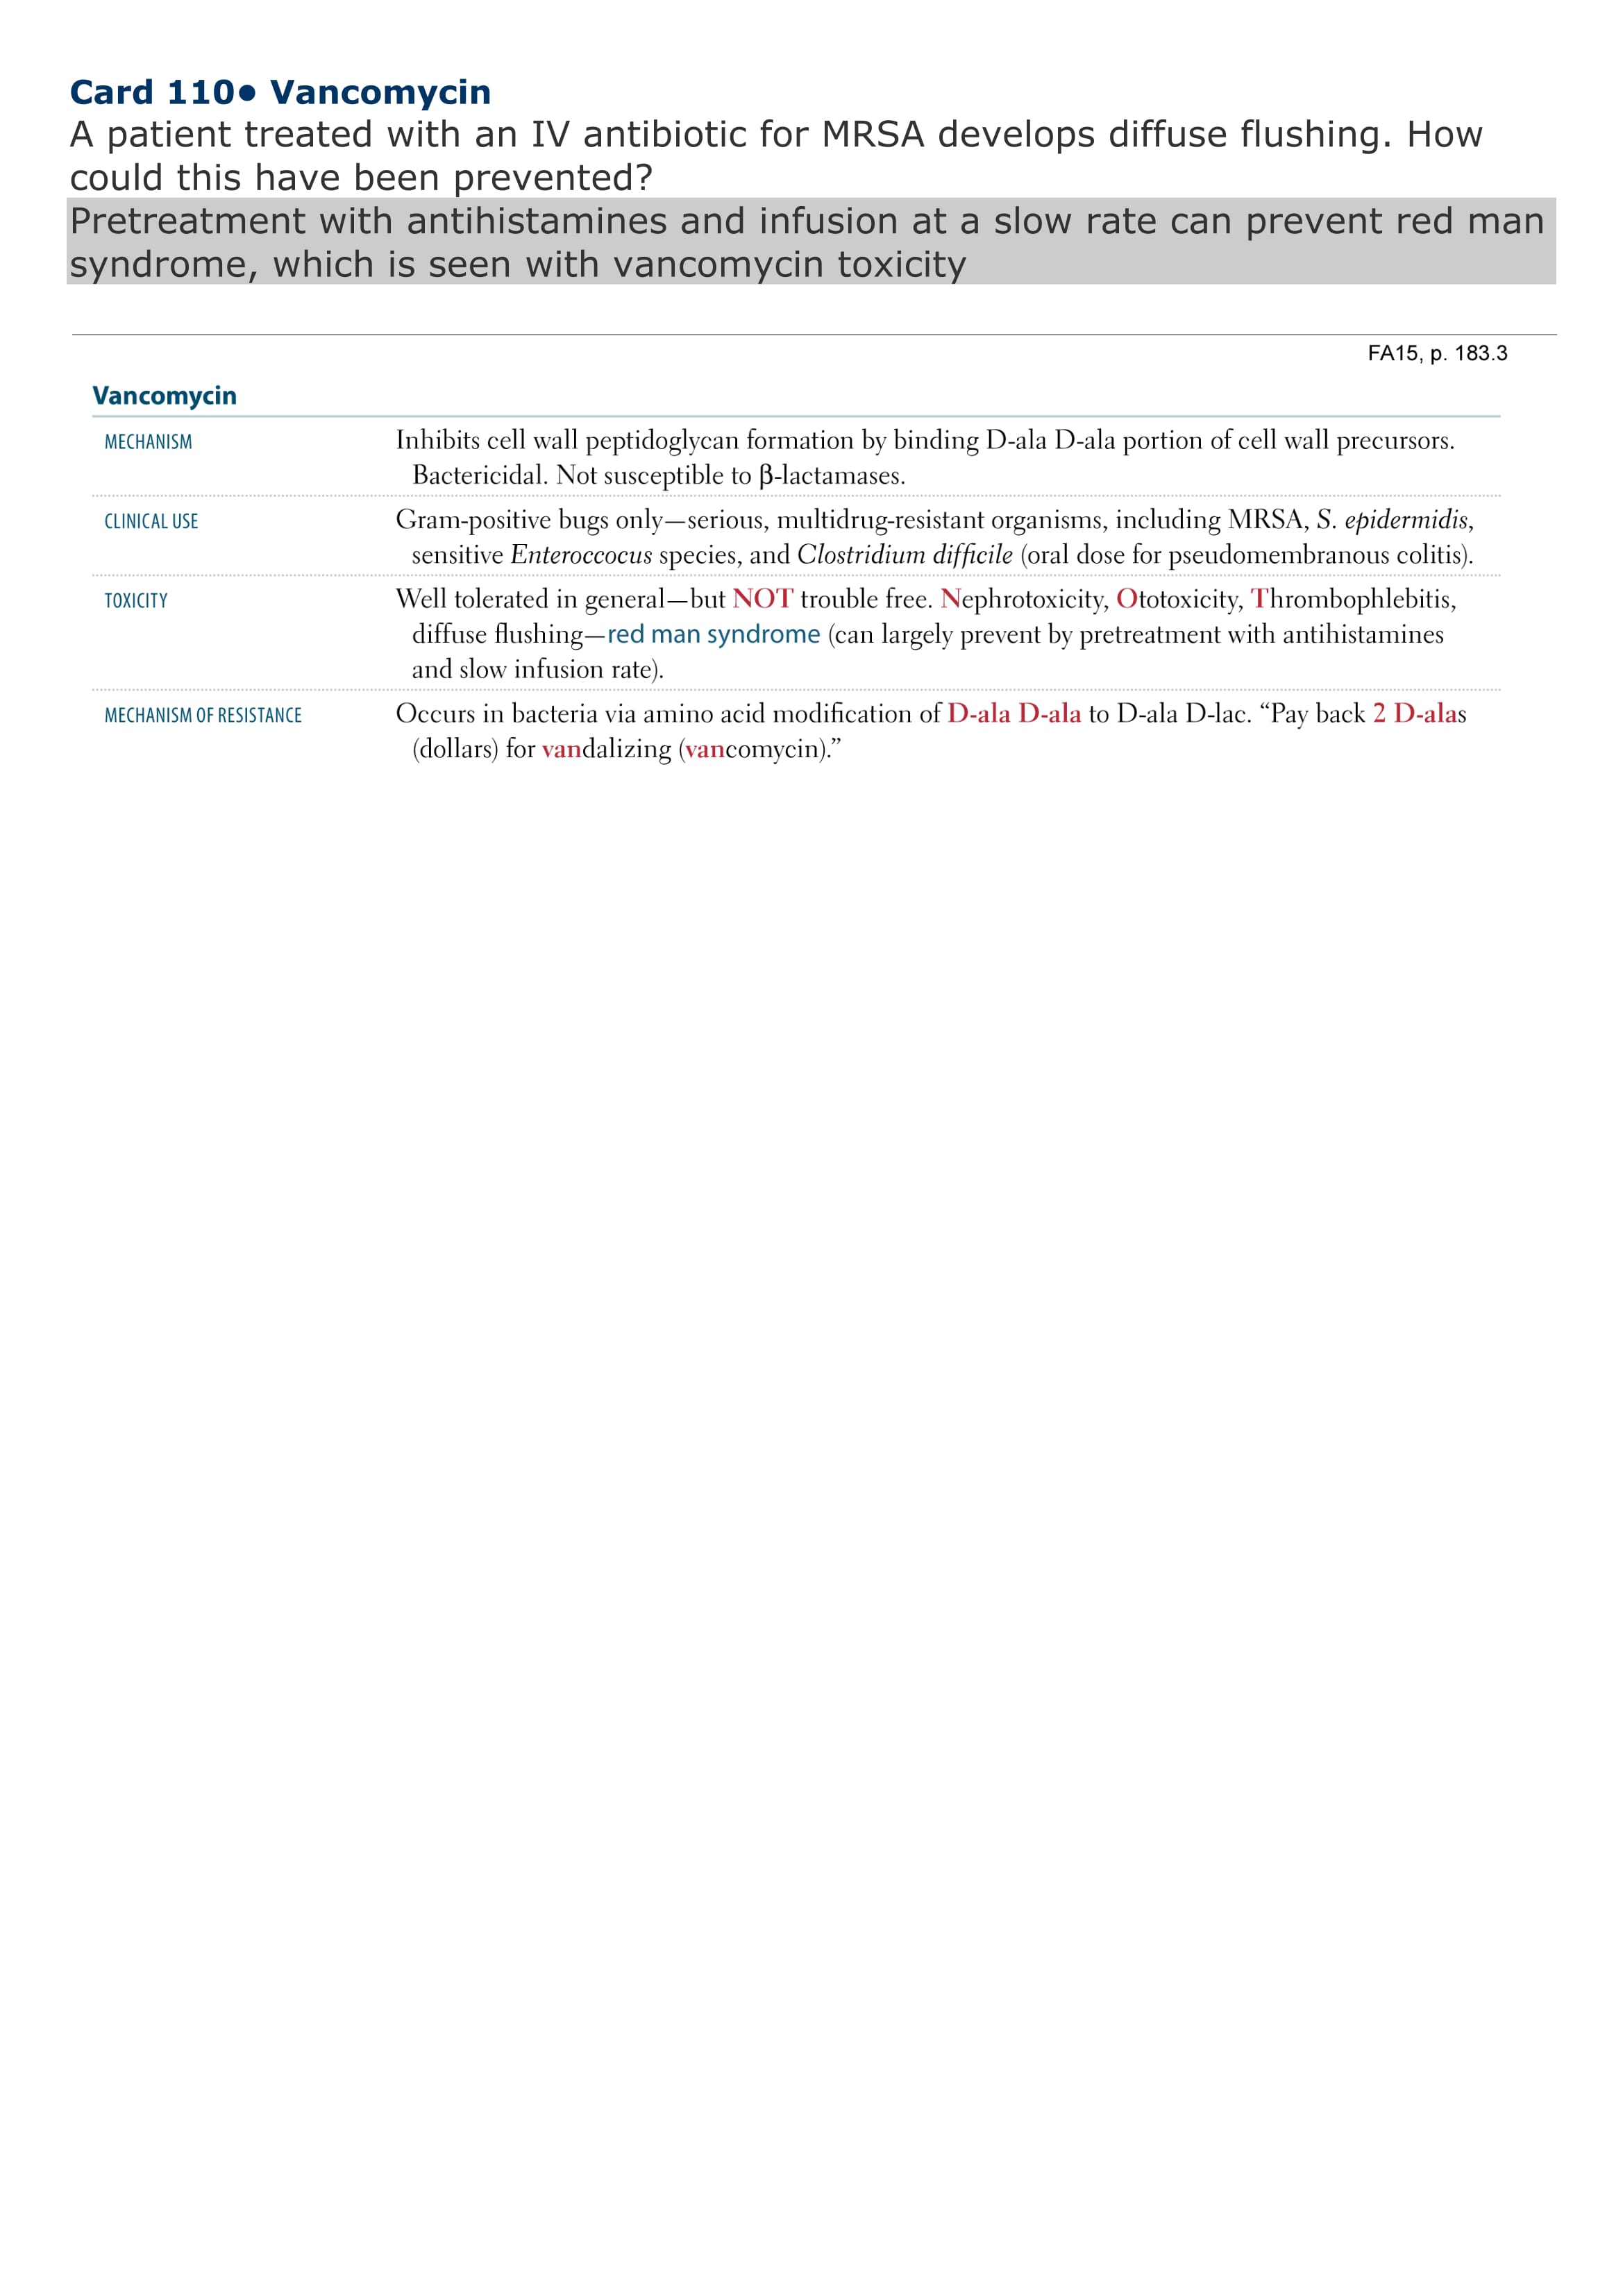 Card 110● Vancomycin
A patient treated with an IV antibiotic for MRSA develops diffuse flushing. How
could this have been prevented?
Pretreatment with antihistamines and infusion at a slow rate can prevent red man
syndrome, which is seen with vancomycin toxicity
FA15, p. 183.3
Vancomycin
MECHANISM Inhibits cell wall peptidoglycan formation by binding D-ala D-ala portion of cell wall precursors.
Bactericidal. Not susceptible to β-lactamases.
CLINICAL USE Gram-positive bugs only—serious, multidrug-resistant organisms, including MRSA, S. epidermidis,
sensitive Enteroccocus species, and Clostridium difficile (oral dose for pseudomembranous colitis).
TOXICITY Well tolerated in general—but NOT trouble free. Nephrotoxicity, Ototoxicity, Thrombophlebitis,
diffuse flushing—red man syndrome (can largely prevent by pretreatment with antihistamines
and slow infusion rate).
MECHANISM OF RESISTANCE Occurs in bacteria via amino acid modification of D-ala D-ala to D-ala D-lac. “Pay back 2 D-alas
(dollars) for vandalizing (vancomycin).”